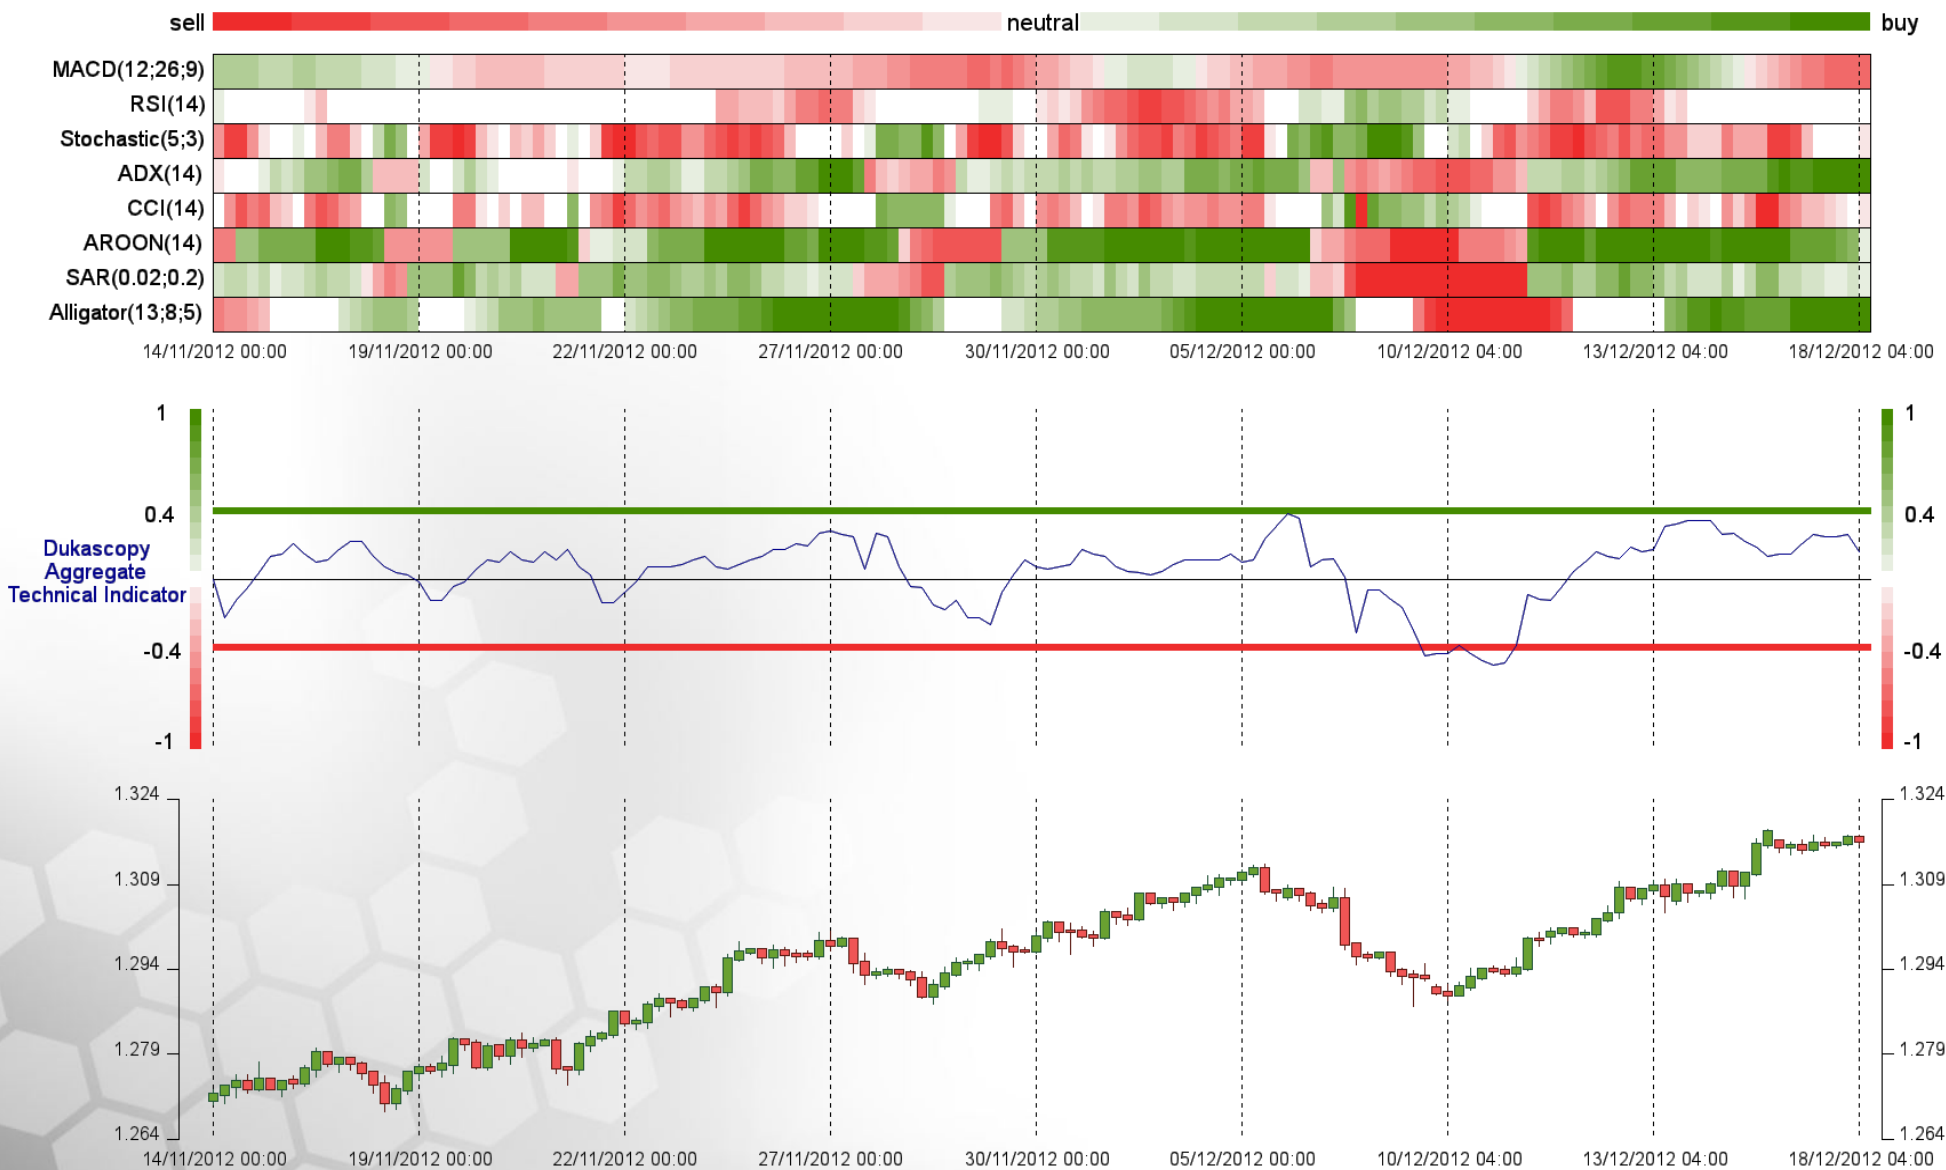 sell neutral buy
MACD(12;26;9)
RSI(14)
Stochastic(5;3)
ADX(14)
CCI(14)
AROON(14)
SAR(0.02;0.2)
Alligator(13;8;5)
14/11/2012 00:00 19/11/2012 00:00 22/11/2012 00:00 27/11/2012 00:00 30/11/2012 00:00 05/12/2012 00:00 10/12/2012 04:00 13/12/2012 04:00 18/12/2012 04:00
1 1
0.4 0.4
Dukascopy
Aggregate
Technical Indicator
-0.4 -0.4
-1 -1
1.324 1.324
1.309 1.309
1.294 1.294
1.279 1.279
1.264 1.264
14/11/2012 00:00 19/11/2012 00:00 22/11/2012 00:00 27/11/2012 00:00 30/11/2012 00:00 05/12/2012 00:00 10/12/2012 04:00 13/12/2012 04:00 18/12/2012 04:00